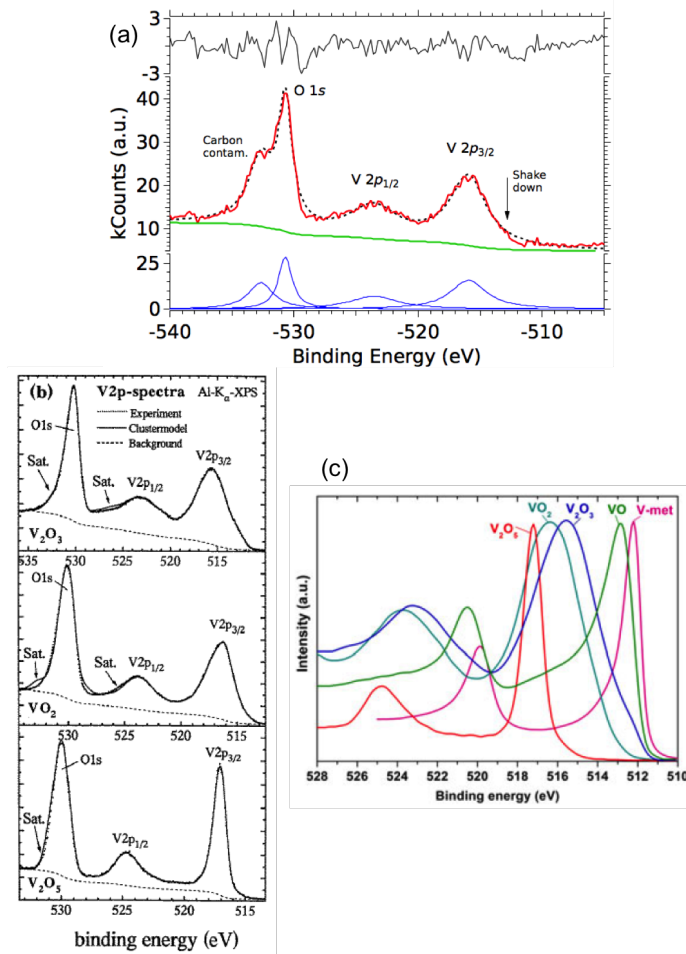 (a)
3
-3
O 1s
40
Carbon
contam.
V 2p1/2
V 2p3/2
Shake
down
30
20
10
kCounts (a.u.)
25
0
-540 -530 -520 -510
Binding Energy (eV)
(b) V2p-spectra Al-Kα-XPS
O1s
Experiment
Clustermodel
Background
V2p3/2
Sat.
Sat. V2p1/2
V2O3
535 530 525 520 515
O1s
V2p3/2
Sat.
Sat.
V2p1/2
VO2
530 525 520 515
V2p3/2
O1s
Sat.
V2p1/2
V2O5
530 525 520 515
binding energy (eV)
(c)
V2O5 VO2 V2O3 VO V-met
Intensity (a.u.)
528 526 524 522 520 518 516 514 512 510
Binding energy (eV)